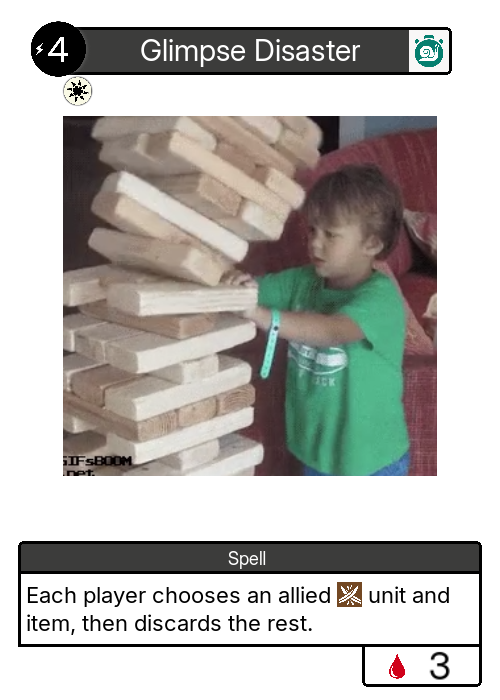 4
Glimpse Disaster
GIFsBOOM
.net
Spell
Each player chooses an allied unit and
item, then discards the rest.
3